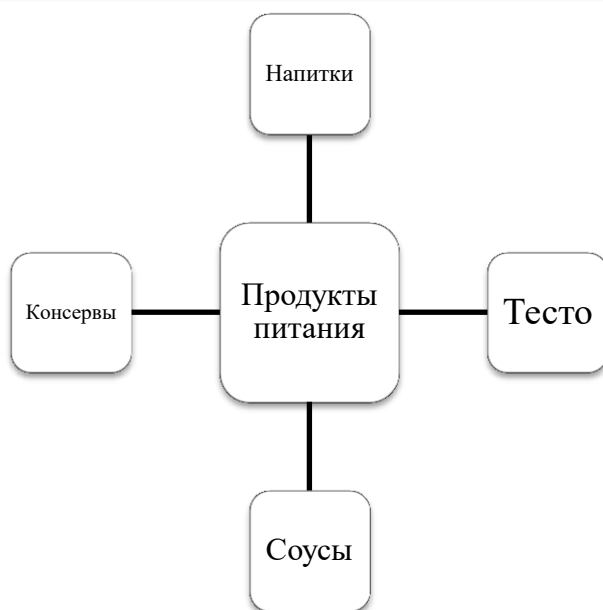 Напитки
Консервы
Продукты
питания
Тесто
Соусы